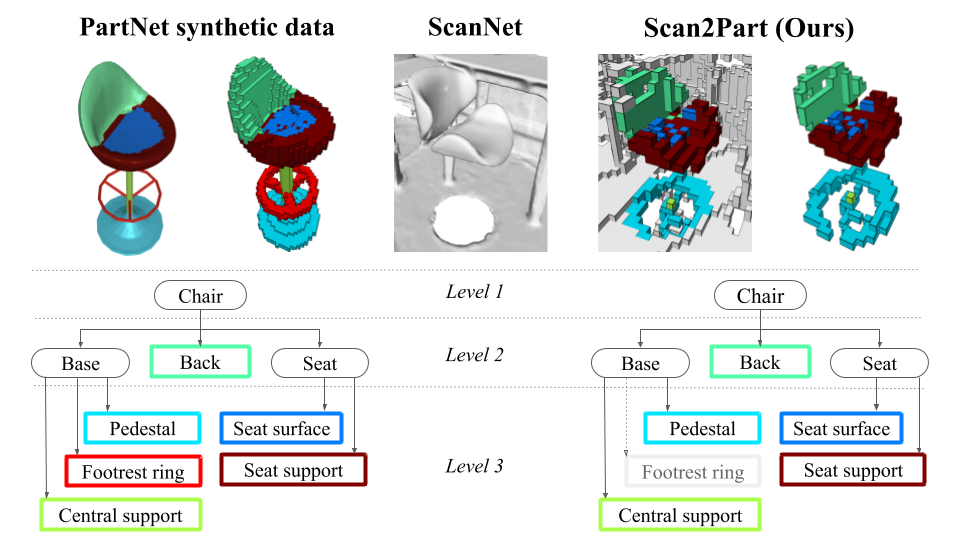 PartNet synthetic data
ScanNet
Scan2Part (Ours)
Level 1
Chair
Chair
Level 2
Base
Back
Seat
Base
Back
Seat
Level 3
Pedestal
Seat surface
Footrest ring
Seat support
Central support
Pedestal
Seat surface
Footrest ring
Seat support
Central support